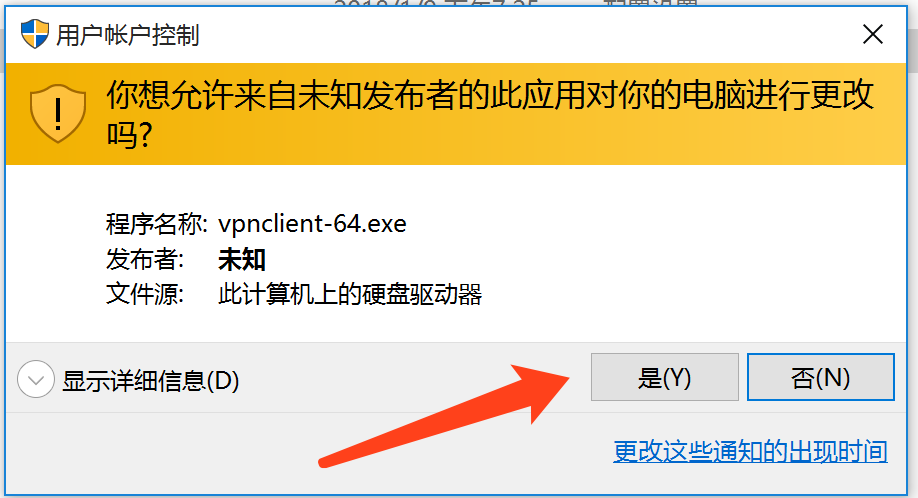 用户帐户控制
你想允许来自未知发布者的此应用对你的电脑进行更改
吗?
程序名称: vpnclient-64.exe
发布者: 未知
文件源: 此计算机上的硬盘驱动器
显示详细信息(D)
是(Y)
否(N)
更改这些通知的出现时间